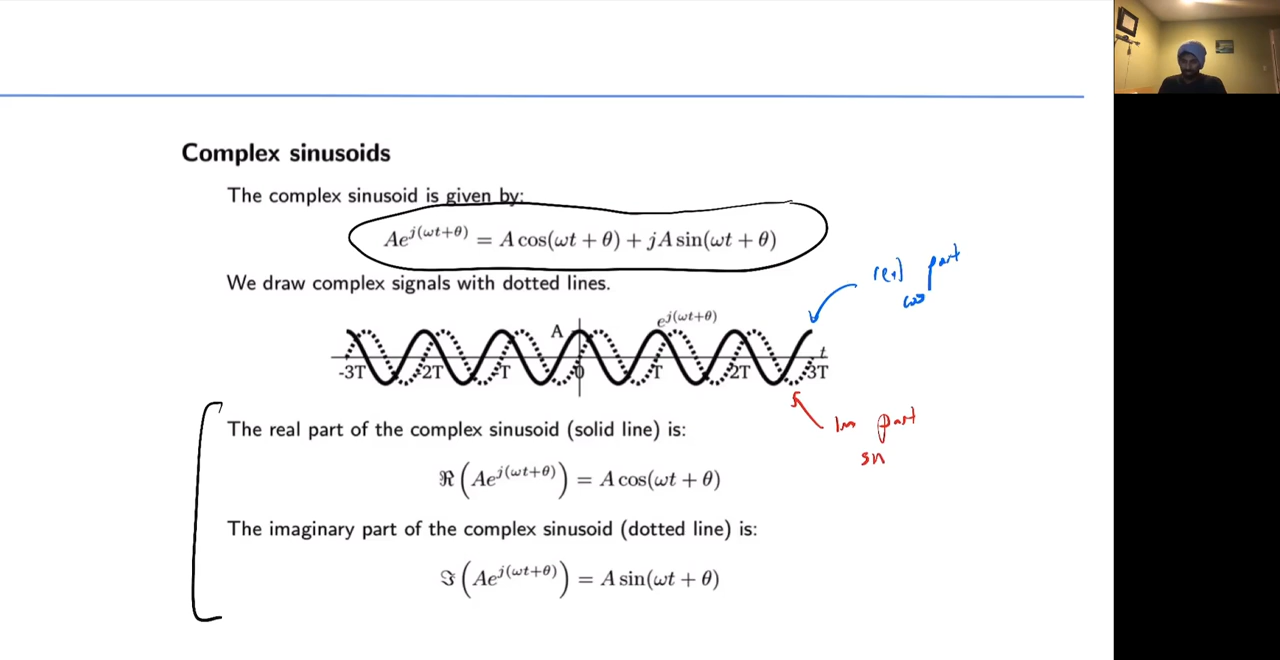 Complex sinusoids
The complex sinusoid is given by:
Ae^{j(ωt+θ)} = A cos(ωt + θ) + jA sin(ωt + θ)
We draw complex signals with dotted lines.
real part
cos
A
e^{j(ωt+θ)}
t
-3T -2T -T 0 T 2T 3T
Im part
sn
The real part of the complex sinusoid (solid line) is:
ℜ(Ae^{j(ωt+θ)}) = A cos(ωt + θ)
The imaginary part of the complex sinusoid (dotted line) is:
ℑ(Ae^{j(ωt+θ)}) = A sin(ωt + θ)